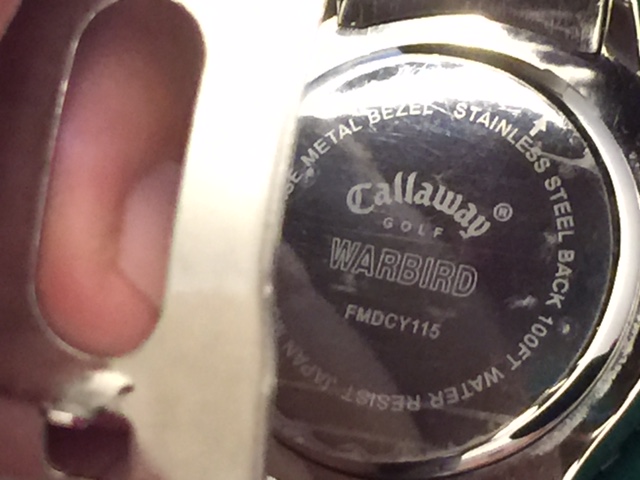 Callaway®
GOLF
WARBIRD
FMDCY115
METAL BEZEL STAINLESS STEEL BACK 100FT WATER RESIST JAPAN